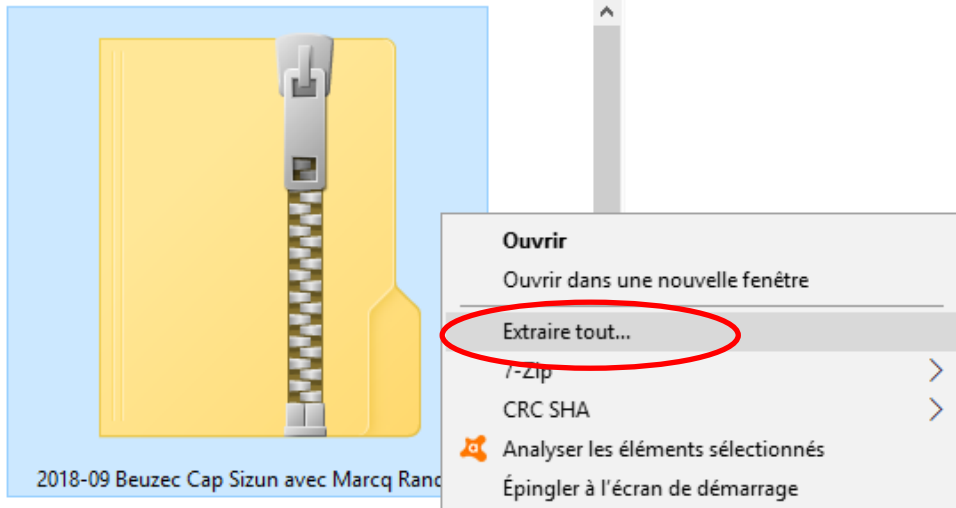 Ouvrir
Ouvrir dans une nouvelle fenêtre
Extraire tout...
7-Zip
CRC SHA
Analyser les éléments sélectionnés
Épingler à l'écran de démarrage
2018-09 Beuzec Cap Sizun avec Marcq